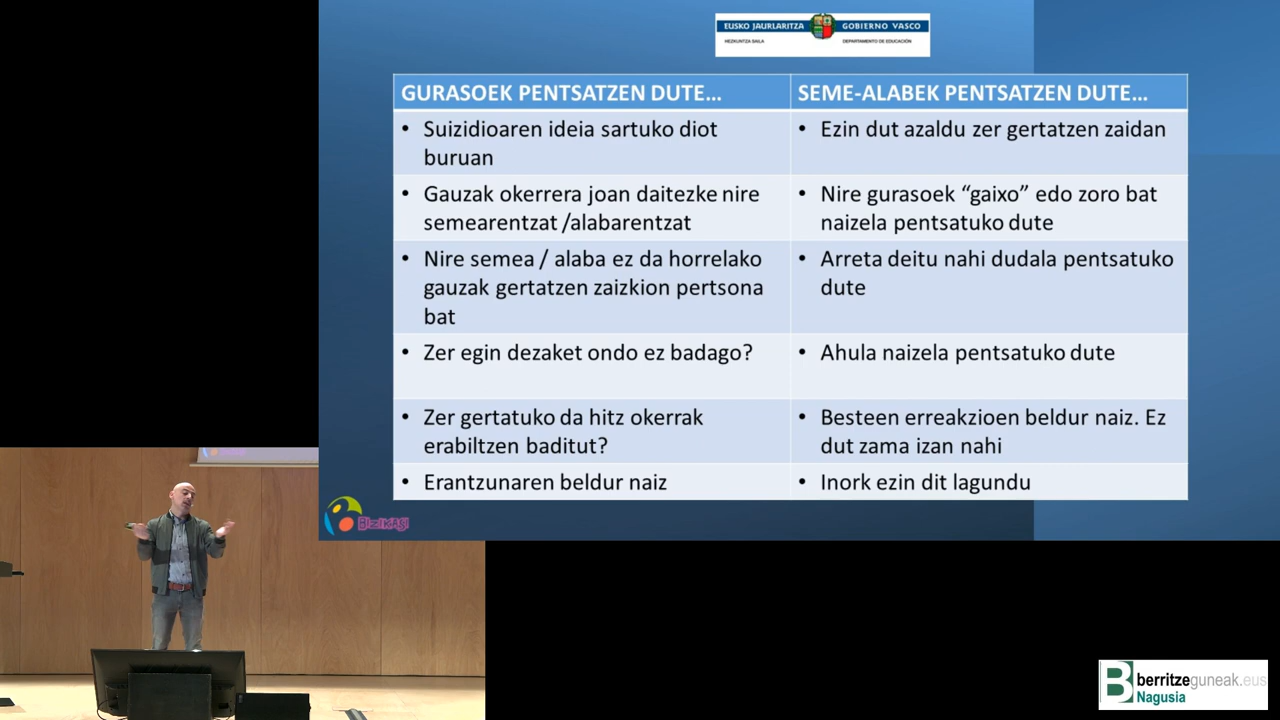 EUSKO JAURLARITZA GOBIERNO VASCO
HEZKUNTZA SAILA DEPARTAMENTO DE EDUCACIÓN
GURASOEK PENTSATZEN DUTE...
SEME-ALABEK PENTSATZEN DUTE...
• Suizidioaren ideia sartuko diot
buruan
• Ezin dut azaldu zer gertatzen zaidan
• Gauzak okerrera joan daitezke nire
semearentzat /alabarentzat
• Nire gurasoek “gaixo” edo zoro bat
naizela pentsatuko dute
• Nire semea / alaba ez da horrelako
gauzak gertatzen zaizkion pertsona
bat
• Arreta deitu nahi dudala pentsatuko
dute
• Zer egin dezaket ondo ez badago?
• Ahula naizela pentsatuko dute
• Zer gertatuko da hitz okerrak
erabiltzen baditut?
• Besteen erreakzioen beldur naiz. Ez
dut zama izan nahi
• Erantzunaren beldur naiz
• Inork ezin dit lagundu
BIZIKASI
berritzeguneak.eus
Nagusia